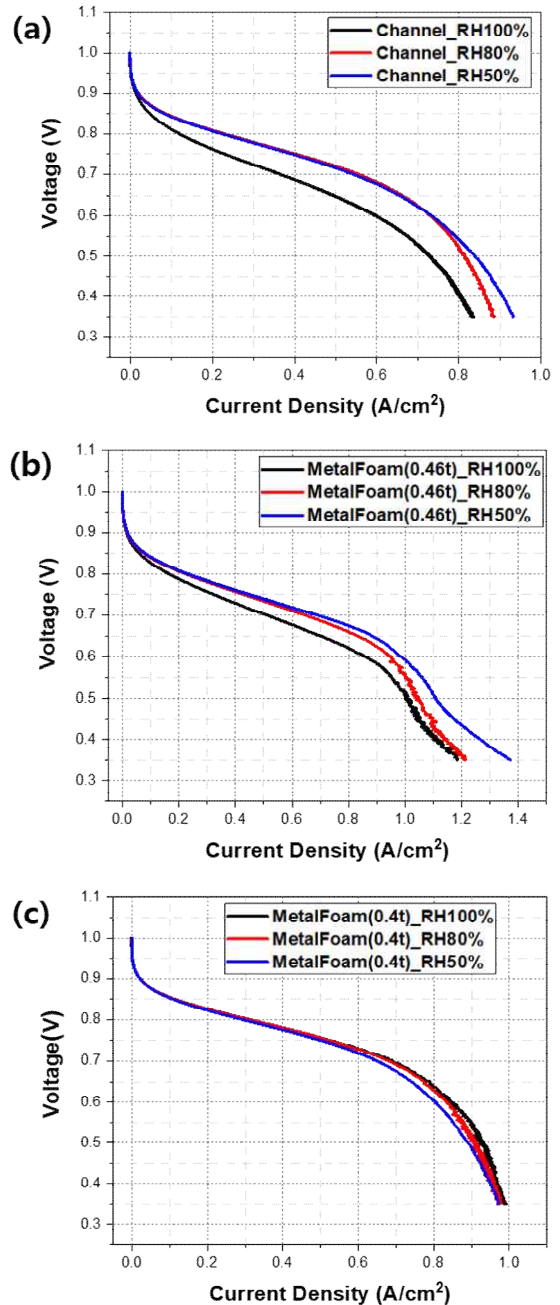 (a)
Channel_RH100%
Channel_RH80%
Channel_RH50%
Voltage (V)
1.1
1.0
0.9
0.8
0.7
0.6
0.5
0.4
0.3
0.0 0.2 0.4 0.6 0.8 1.0
Current Density (A/cm²)
(b)
MetalFoam(0.46t)_RH100%
MetalFoam(0.46t)_RH80%
MetalFoam(0.46t)_RH50%
Voltage (V)
1.1
1.0
0.9
0.8
0.7
0.6
0.5
0.4
0.3
0.0 0.2 0.4 0.6 0.8 1.0 1.2 1.4
Current Density (A/cm²)
(c)
MetalFoam(0.4t)_RH100%
MetalFoam(0.4t)_RH80%
MetalFoam(0.4t)_RH50%
Voltage(V)
1.1
1.0
0.9
0.8
0.7
0.6
0.5
0.4
0.3
0.0 0.2 0.4 0.6 0.8 1.0
Current Density (A/cm²)